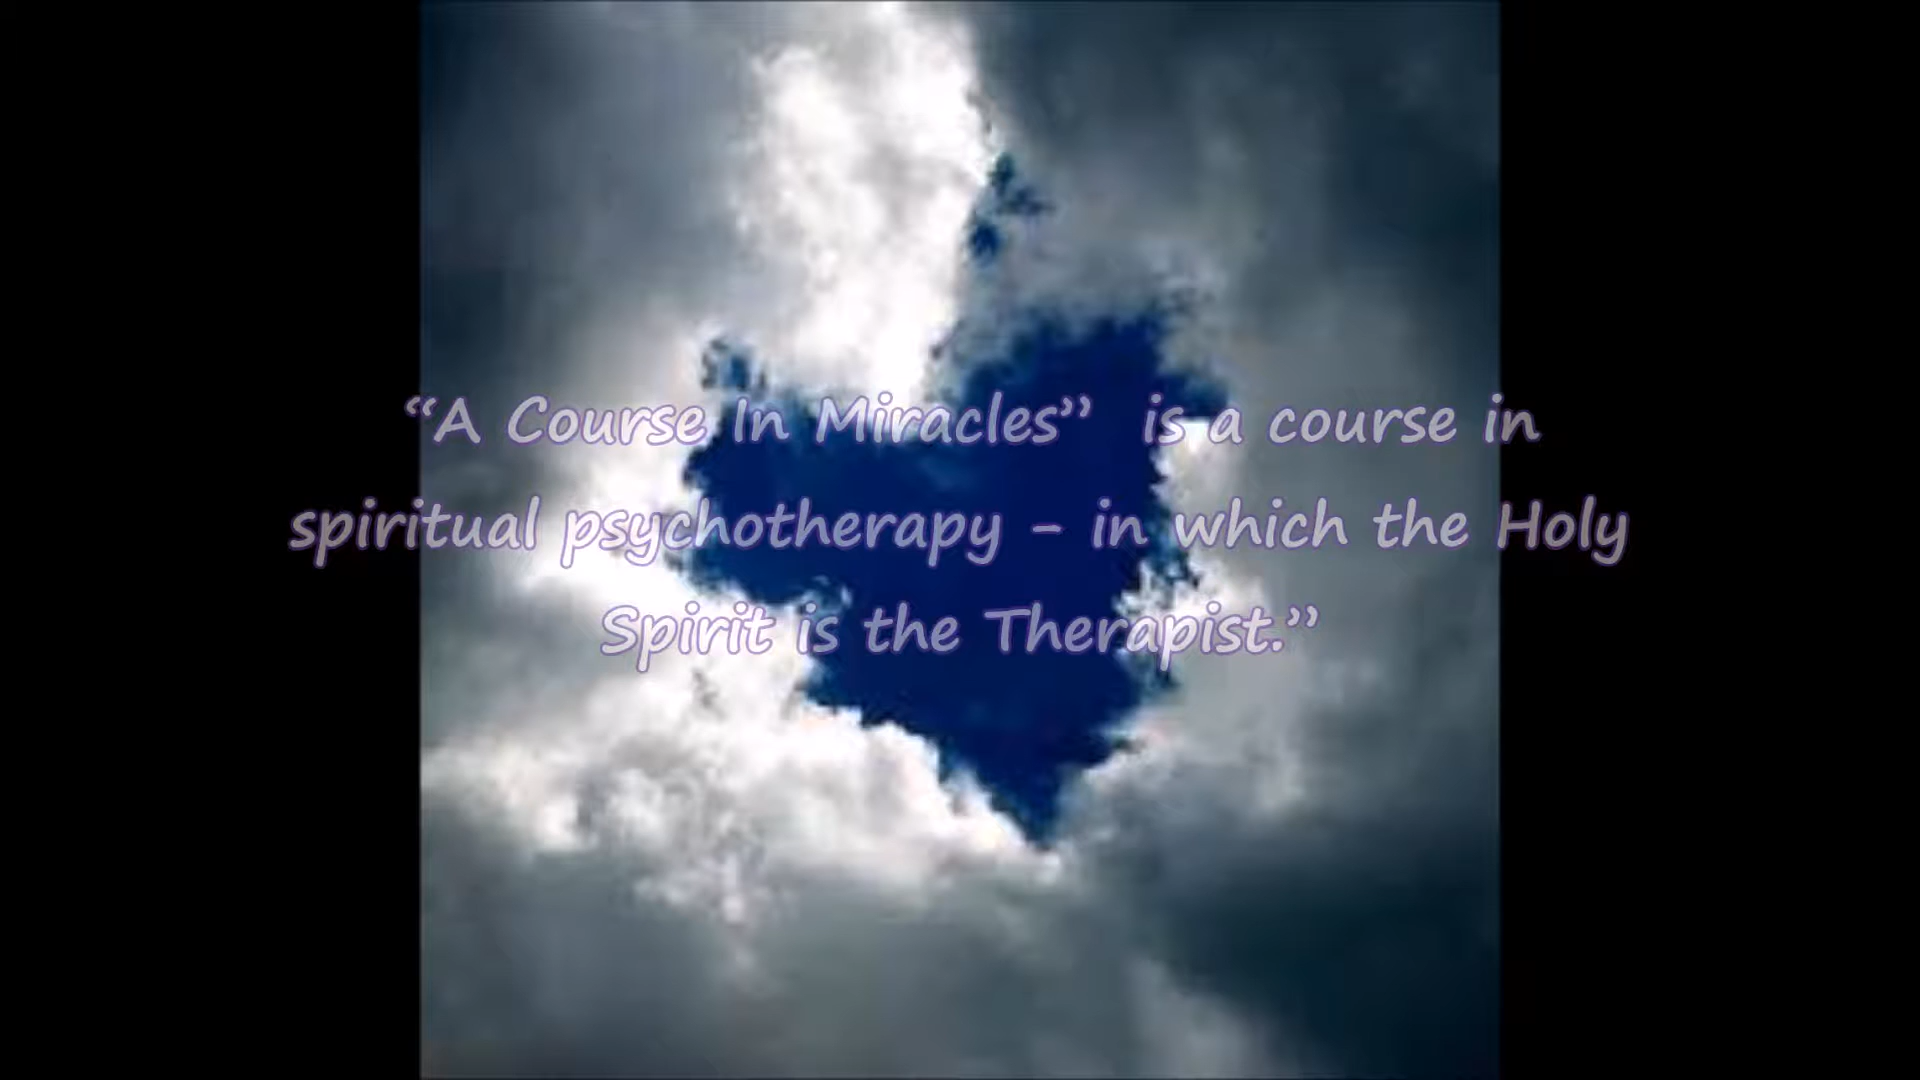 “A Course In Miracles”  is a course in
spiritual psychotherapy - in which the Holy
Spirit is the Therapist.”